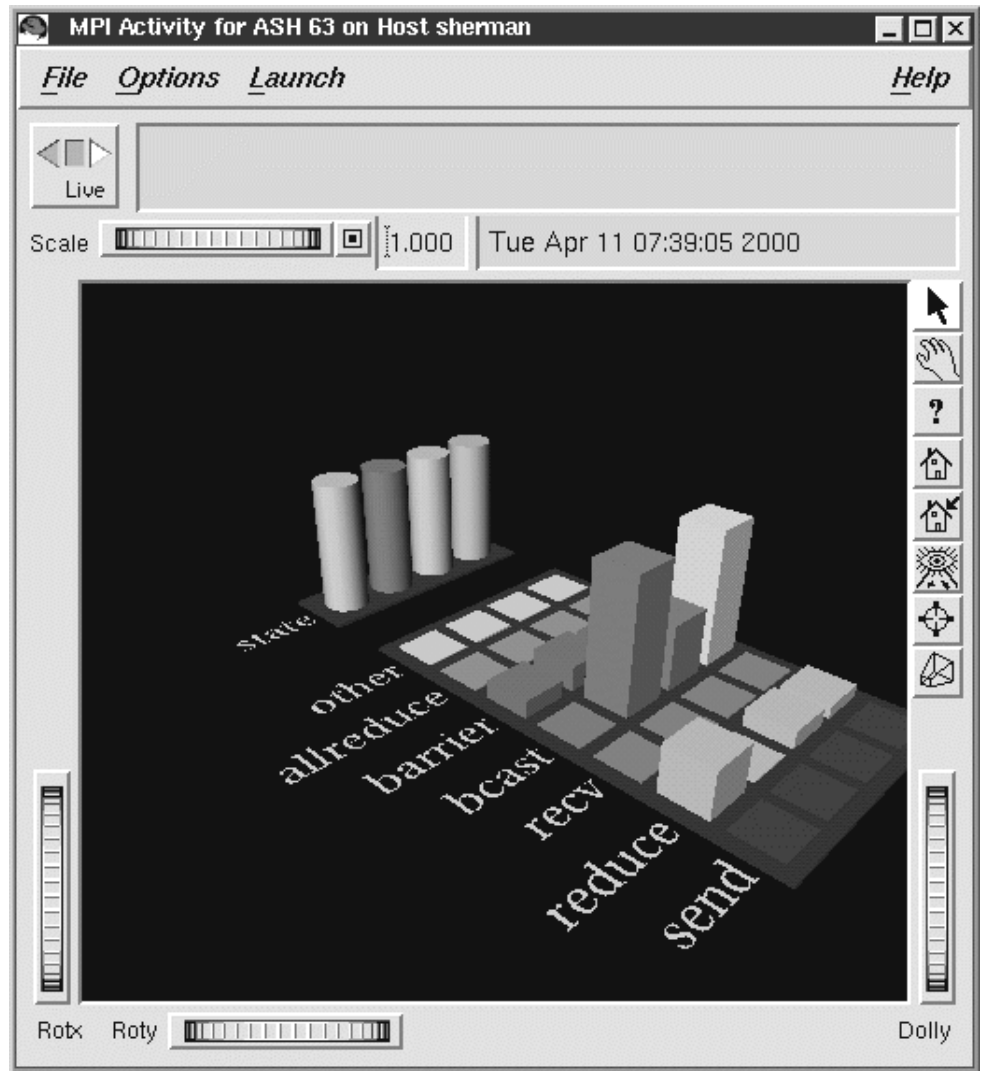 MPI Activity for ASH 63 on Host sherman
File Options Launch Help
Live
Scale 1.000 Tue Apr 11 07:39:05 2000
?
state
other
allreduce
barrier
bcast
recv
reduce
send
Rotx Roty Dolly